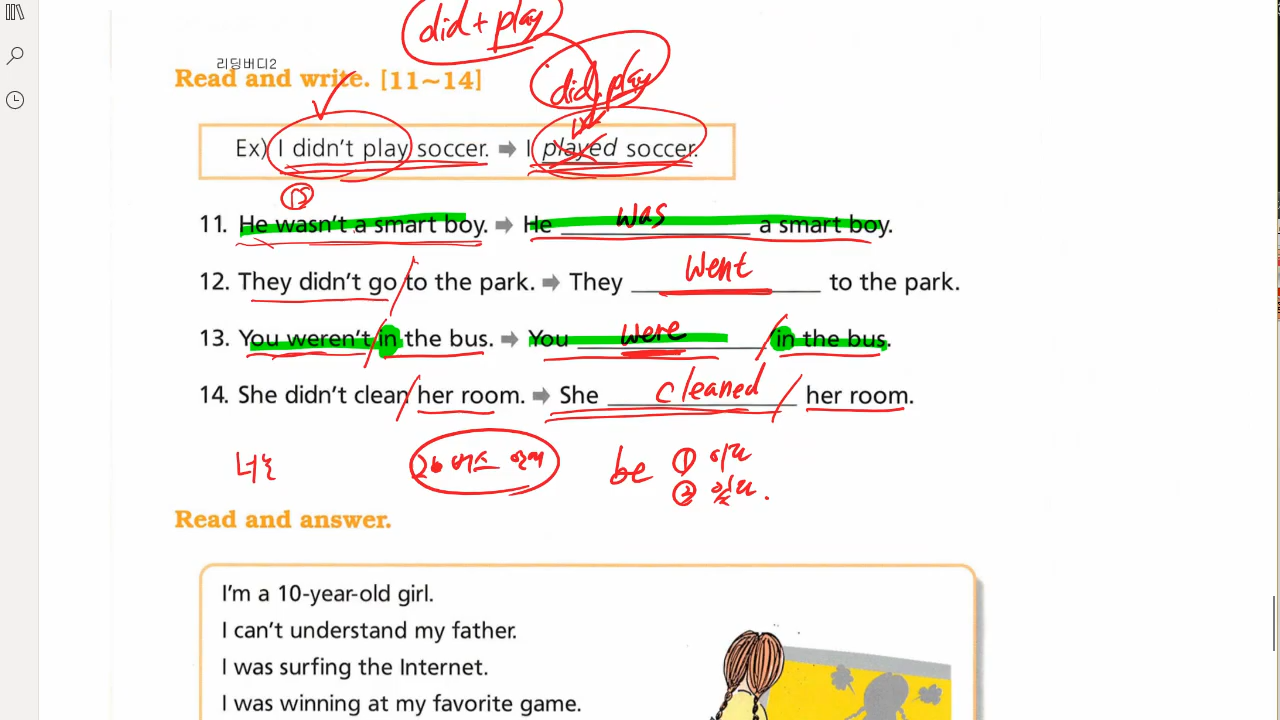 did + play
리딩버디2
Read and write. [11~14]
did play
Ex) I didn't play soccer. ➡ I played soccer.
11. He wasn't a smart boy. ➡ He was a smart boy.
12. They didn't go to the park. ➡ They went to the park.
13. You weren't in the bus. ➡ You were in the bus.
14. She didn't clean her room. ➡ She cleaned her room.
너는 버스 be ① 이다
② 있다.
Read and answer.
I'm a 10-year-old girl.
I can't understand my father.
I was surfing the Internet.
I was winning at my favorite game.